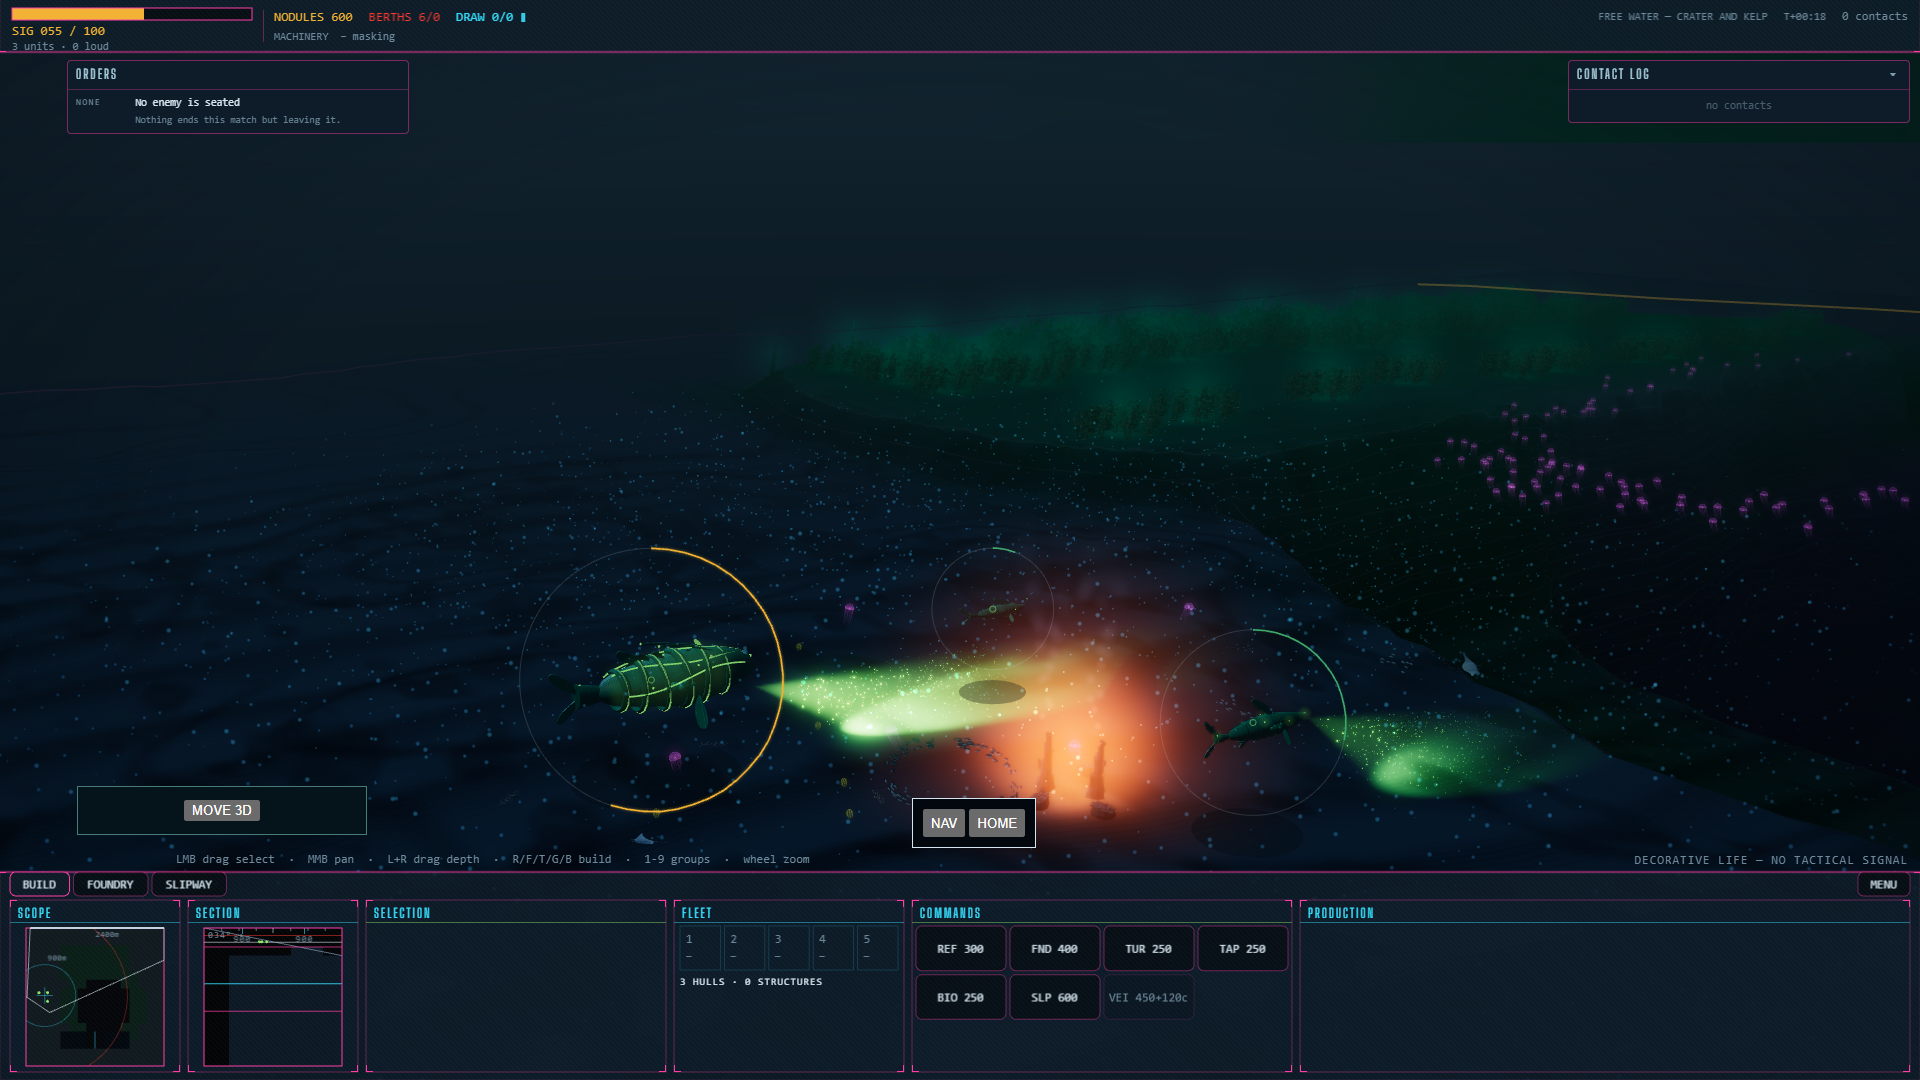 SIG 055 / 100
3 units · 0 loud
NODULES 600 BERTHS 6/0 DRAW 0/0
MACHINERY – masking
FREE WATER — CRATER AND KELP T+00:18 0 contacts
ORDERS
NONE No enemy is seated
Nothing ends this match but leaving it.
CONTACT LOG
no contacts
MOVE 3D
NAV HOME
LMB drag select · MMB pan · L+R drag depth · R/F/T/G/B build · 1-9 groups · wheel zoom
DECORATIVE LIFE — NO TACTICAL SIGNAL
BUILD FOUNDRY SLIPWAY MENU
SCOPE SECTION SELECTION FLEET COMMANDS PRODUCTION
2400m
900m
034° 900 900
1 2 3 4 5
– – – – –
3 HULLS · 0 STRUCTURES
REF 300 FND 400 TUR 250 TAP 250
BIO 250 SLP 600 VEI 450+120c